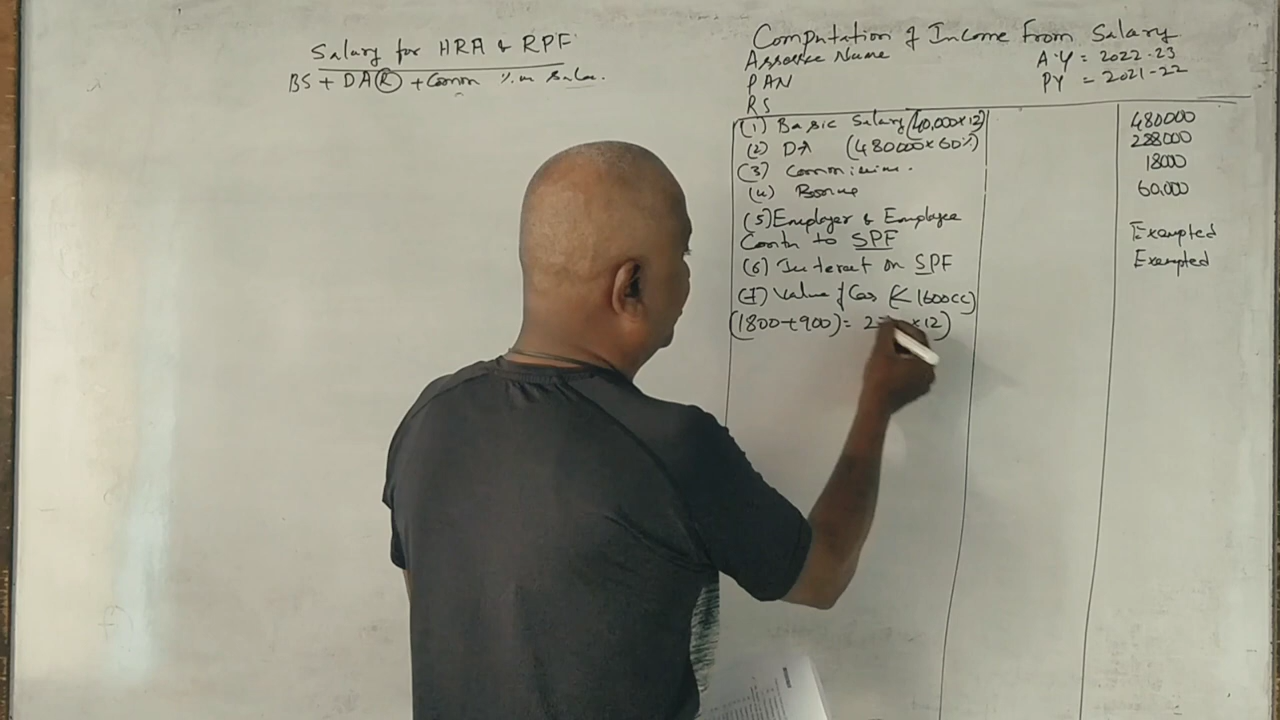 Salary for HRA & RPF
BS + DA(R) + Comm % on Sales.
Computation of Income From Salary
Assessee Name
A.Y = 2022-23
PAN
PY = 2021-22
RS
(1) Basic Salary (40,000×12) 480000
(2) DA (480000×60%) 288000
(3) Commission. 18000
(4) Bonus 60,000
(5) Employer & Employee
Contn to SPF Exempted
(6) Interest on SPF Exempted
(7) Value of Car (< 1600cc)
(1800+900) = 2 ×12)